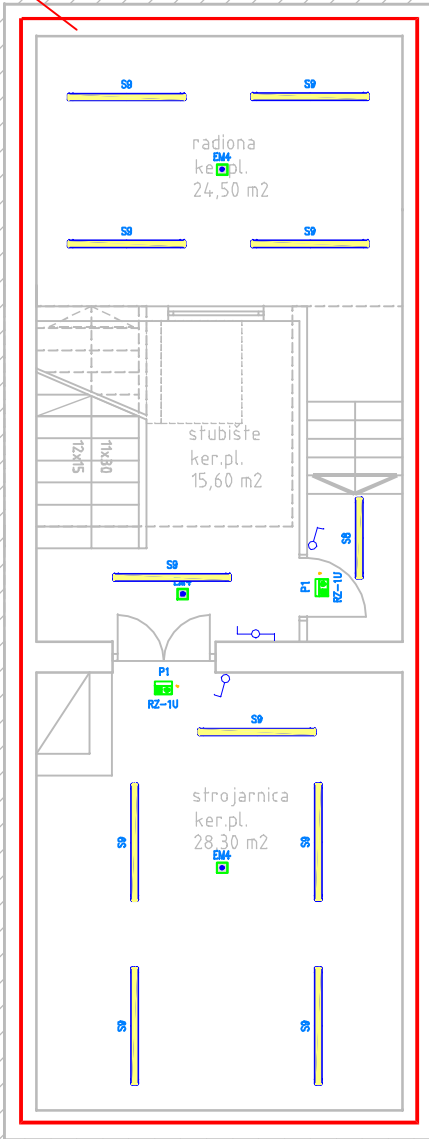 S9
S9
radiona
EM4
ker.pl.
24,50 m2
S9
S9
stubište
ker.pl.
15,60 m2
11x30
12x15
S8
S9
EM4
P1
RZ-1U
P1
RZ-1U
S9
strojarnica
ker.pl.
28,30 m2
EM4
S9
S9
S9
S9